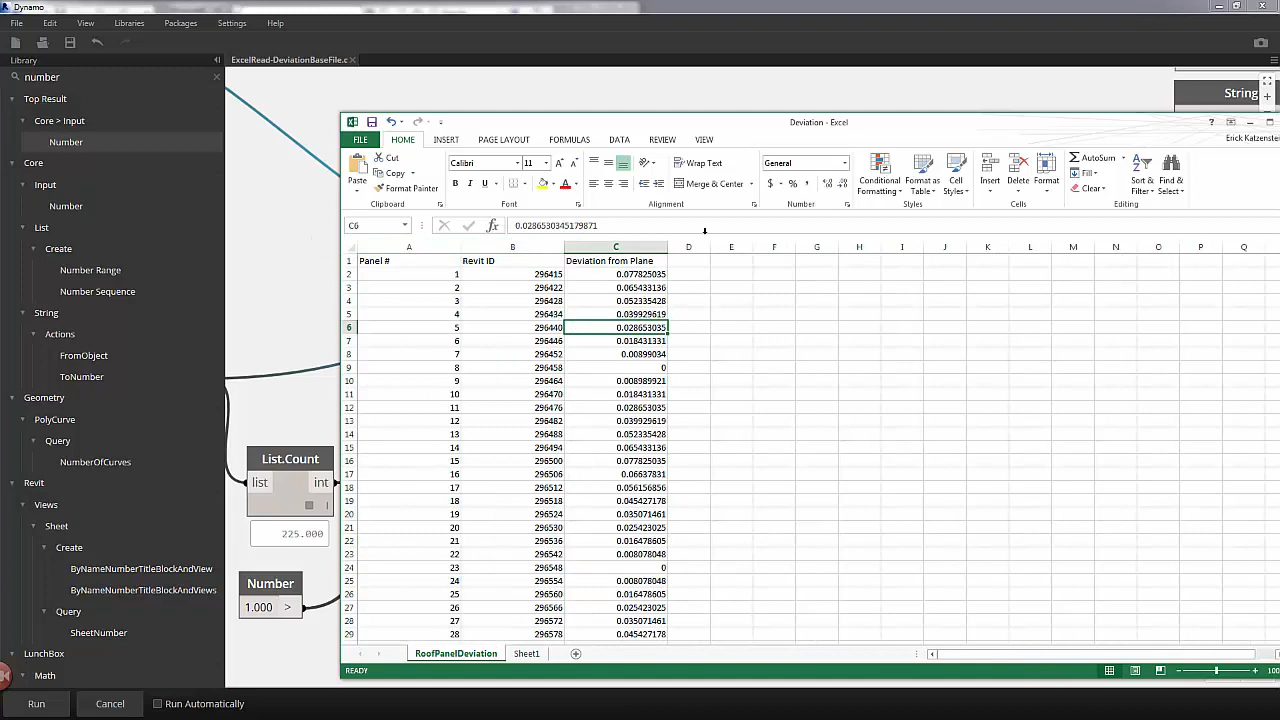 Dynamo
File Edit View Libraries Packages Settings Help
Library
ExcelRead-DeviationBaseFile.c
number
Top Result
Core > Input
Number
Core
Input
Number
List
Create
Number Range
Number Sequence
String
Actions
FromObject
ToNumber
Geometry
PolyCurve
Query
NumberOfCurves
Revit
Views
Sheet
Create
ByNameNumberTitleBlockAndView
ByNameNumberTitleBlockAndViews
Query
SheetNumber
LunchBox
Math
Run Cancel Run Automatically
List.Count
list int
225.000
Number
1.000 >
String
Deviation - Excel
FILE HOME INSERT PAGE LAYOUT FORMULAS DATA REVIEW VIEW Erick Katzenste
Paste
Cut
Copy
Format Painter
Clipboard
Calibri 11
B I U
Font
Wrap Text
Merge & Center
Alignment
General
$ % ,
Number
Conditional Formatting
Format as Table
Cell Styles
Styles
Insert Delete Format
Cells
AutoSum
Fill
Clear
Sort & Filter
Find & Select
Editing
C6 fx 0.0286530345179871
A B C D E F G H I J K L M N O P Q
1 Panel # Revit ID Deviation from Plane
2 1 296415 0.077825035
3 2 296422 0.065433136
4 3 296428 0.052335428
5 4 296434 0.039929619
6 5 296440 0.028653035
7 6 296446 0.018431331
8 7 296452 0.00899034
9 8 296458 0
10 9 296464 0.008989921
11 10 296470 0.018431331
12 11 296476 0.028653035
13 12 296482 0.039929619
14 13 296488 0.052335428
15 14 296494 0.065433136
16 15 296500 0.077825035
17 16 296506 0.06637831
18 17 296512 0.056156856
19 18 296518 0.045427178
20 19 296524 0.035071461
21 20 296530 0.025423025
22 21 296536 0.016478605
23 22 296542 0.008078048
24 23 296548 0
25 24 296554 0.008078048
26 25 296560 0.016478605
27 26 296566 0.025423025
28 27 296572 0.035071461
29 28 296578 0.045427178
RoofPanelDeviation Sheet1
READY
100